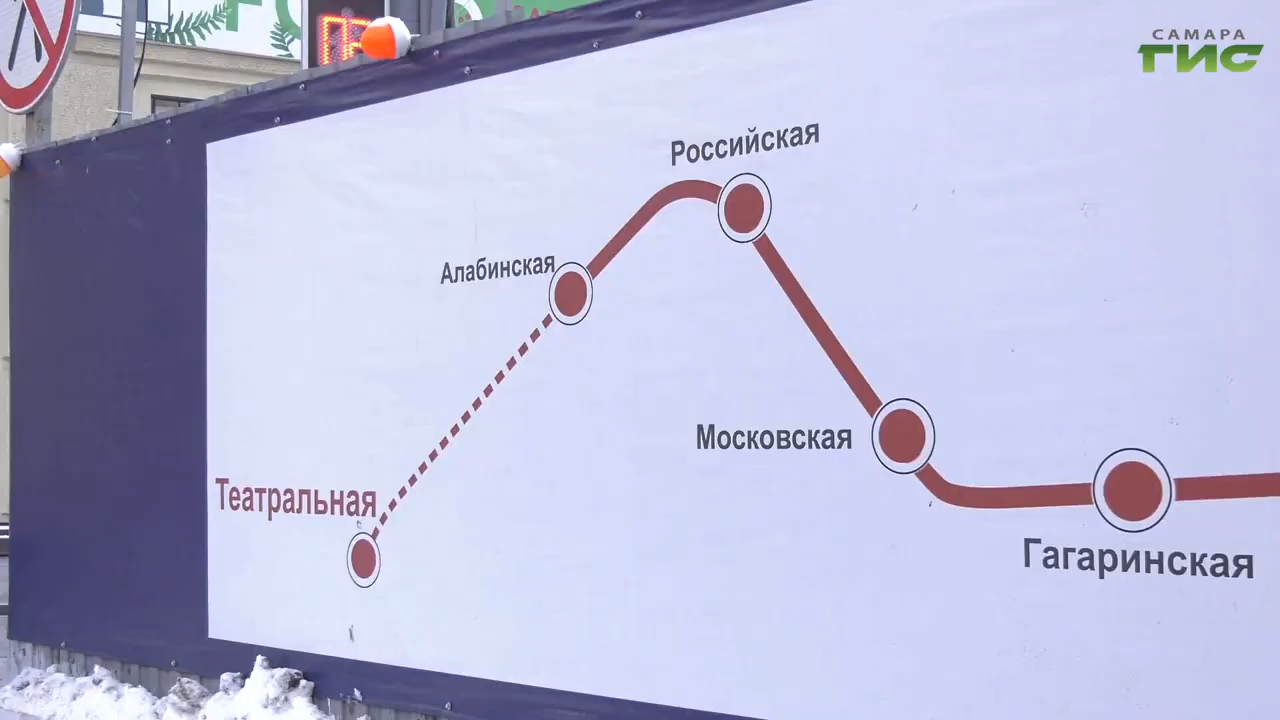 САМАРА
ГИС
Российская
Алабинская
Московская
Театральная
Гагаринская